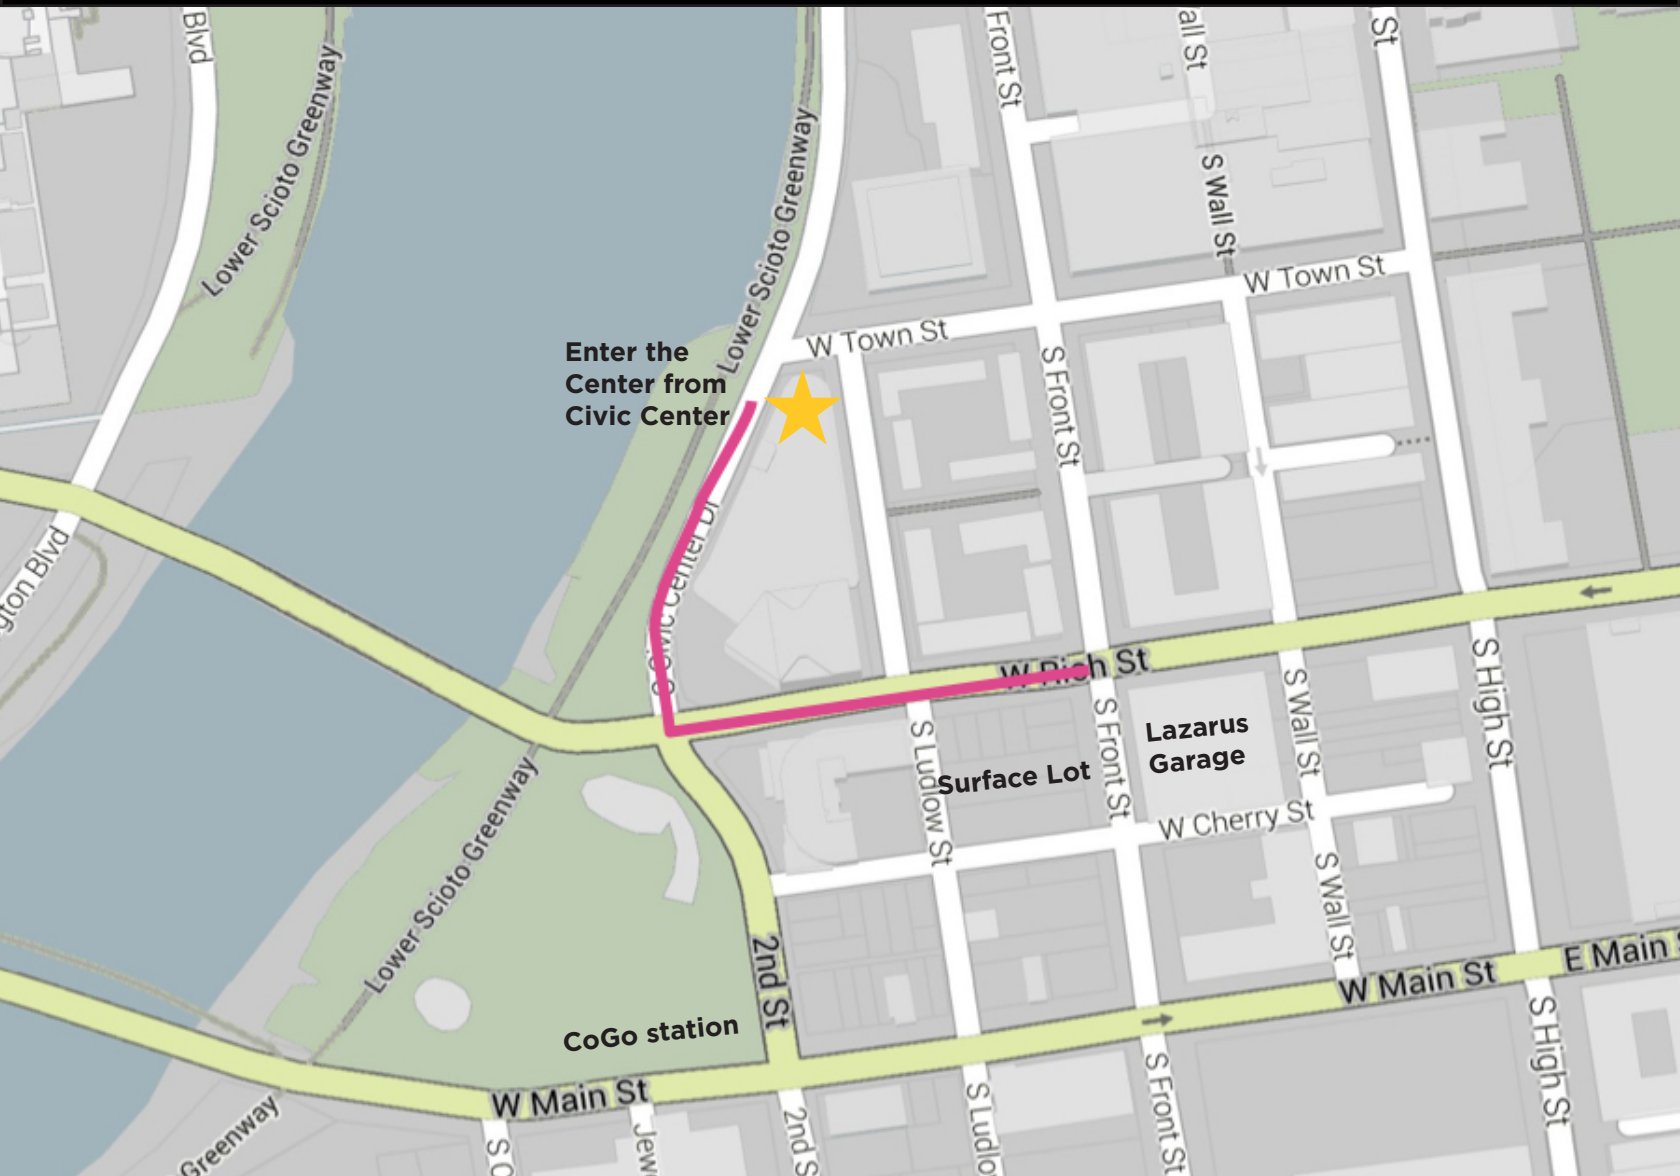 Blvd
Lower Scioto Greenway
Lower Scioto Greenway
Front St
all St
St
S Wall St
W Town St
W Town St
Enter the
Center from
Civic Center
S Front St
Civic Center Dr
gton Blvd
W Rich St
S Ludlow St
Surface Lot
S Front St
Lazarus
Garage
S Wall St
S High St
W Cherry St
Lower Scioto Greenway
S Wall St
2nd St
CoGo station
W Main St
E Main S
W Main St
Greenway
S C
Jew
2nd S
S Ludlo
S Front St
S High St